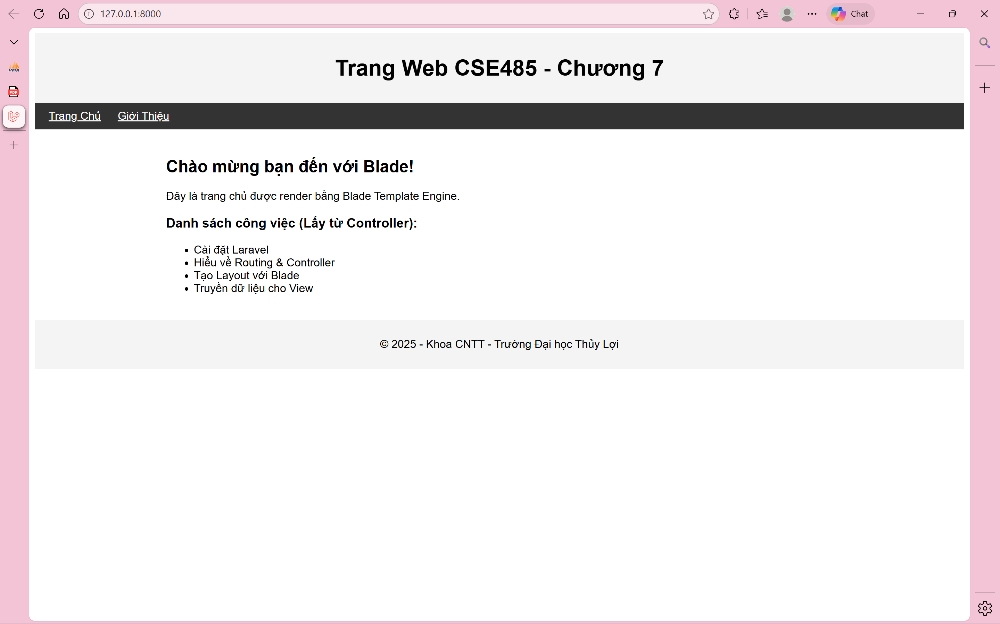 127.0.0.1:8000
Chat
PMA
PDF
Trang Web CSE485 - Chương 7
Trang Chủ Giới Thiệu
Chào mừng bạn đến với Blade!
Đây là trang chủ được render bằng Blade Template Engine.
Danh sách công việc (Lấy từ Controller):
• Cài đặt Laravel
• Hiểu về Routing & Controller
• Tạo Layout với Blade
• Truyền dữ liệu cho View
© 2025 - Khoa CNTT - Trường Đại học Thủy Lợi